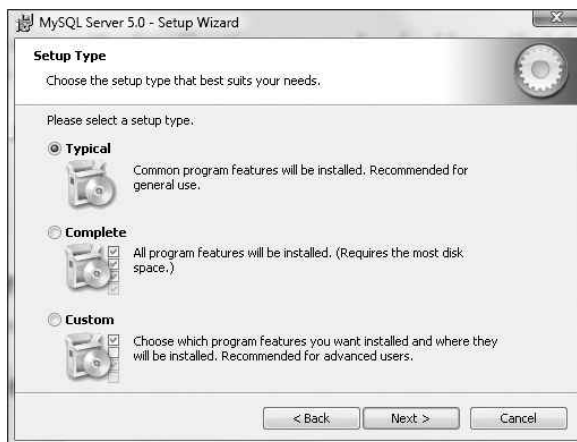 MySQL Server 5.0 - Setup Wizard
Setup Type
Choose the setup type that best suits your needs.
Please select a setup type.
Typical
Common program features will be installed. Recommended for
general use.
Complete
All program features will be installed. (Requires the most disk
space.)
Custom
Choose which program features you want installed and where they
will be installed. Recommended for advanced users.
< Back
Next >
Cancel